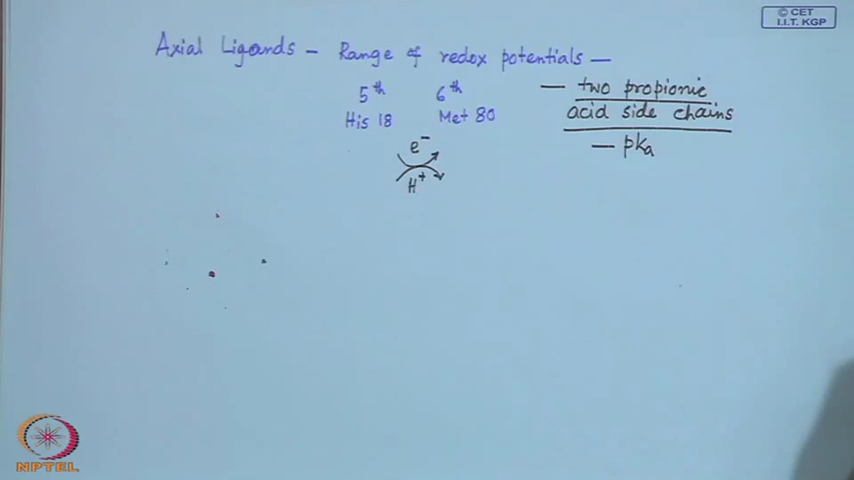 © CET
I.I.T. KGP
Axial Ligands – Range of redox potentials –
5th 6th
His 18 Met 80
– two propionic
acid side chains
– pKa
e–
H+
NPTEL